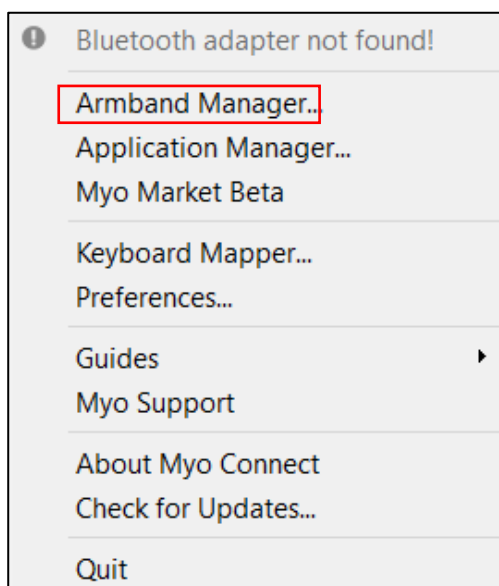 Bluetooth adapter not found!
Armband Manager...
Application Manager...
Myo Market Beta
Keyboard Mapper...
Preferences...
Guides
Myo Support
About Myo Connect
Check for Updates...
Quit